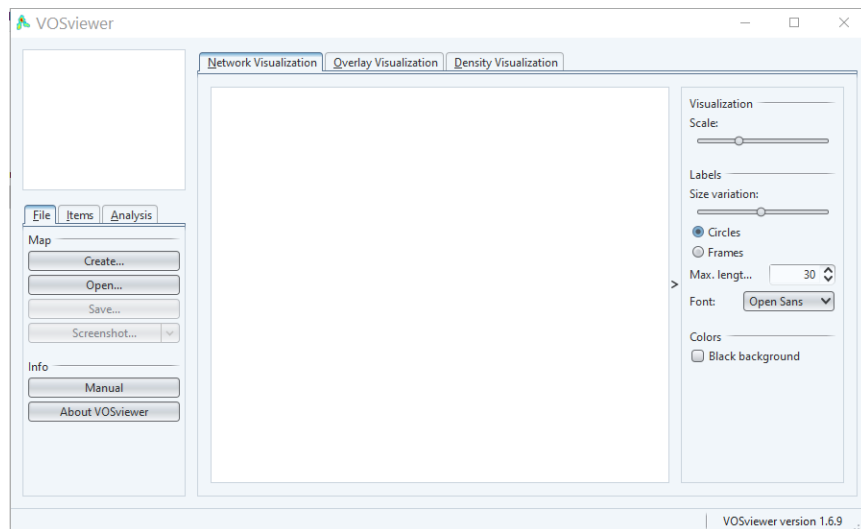 VOSviewer
Network Visualization Overlay Visualization Density Visualization
Visualization
Scale:
Labels
Size variation:
Circles
Frames
Max. lengt... 30
Font: Open Sans
Colors
Black background
>
File Items Analysis
Map
Create...
Open...
Save...
Screenshot...
Info
Manual
About VOSviewer
VOSviewer version 1.6.9